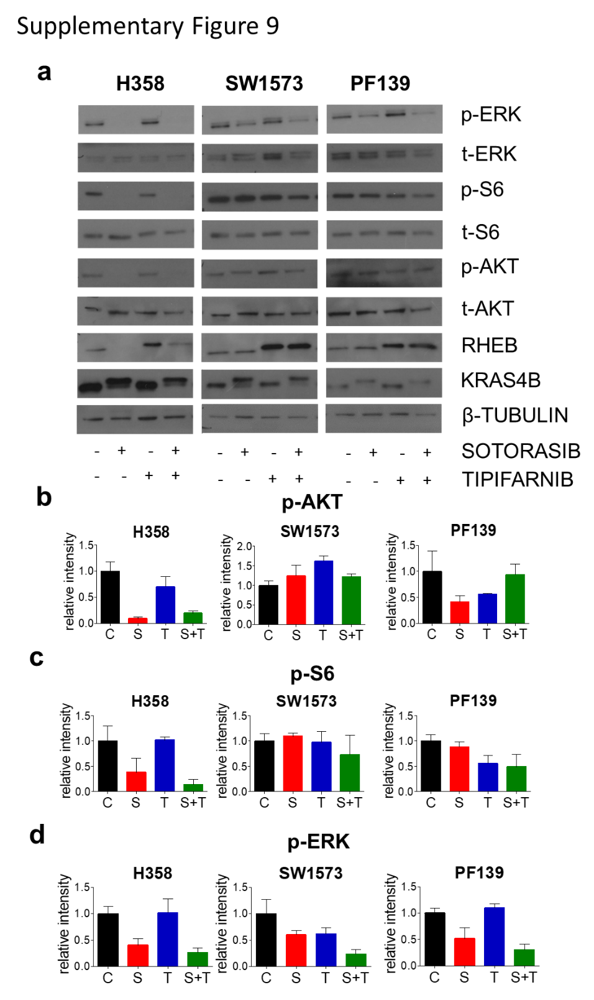 Supplementary Figure 9
a
H358 SW1573 PF139
p-ERK
t-ERK
p-S6
t-S6
p-AKT
t-AKT
RHEB
KRAS4B
β-TUBULIN
- + - + - + - + - + - + SOTORASIB
- - + + - - + + - - + + TIPIFARNIB
b
p-AKT
H358 SW1573 PF139
relative intensity
1.5
1.0
0.5
0.0
C S T S+T
relative intensity
2.0
1.5
1.0
0.5
0.0
C S T S+T
relative intensity
1.5
1.0
0.5
0.0
C S T S+T
c
p-S6
H358 SW1573 PF139
relative intensity
1.5
1.0
0.5
0.0
C S T S+T
relative intensity
1.5
1.0
0.5
0.0
C S T S+T
relative intensity
1.5
1.0
0.5
0.0
C S T S+T
d
p-ERK
H358 SW1573 PF139
relative intensity
1.5
1.0
0.5
0.0
C S T S+T
relative intensity
1.5
1.0
0.5
0.0
C S T S+T
relative intensity
1.5
1.0
0.5
0.0
C S T S+T